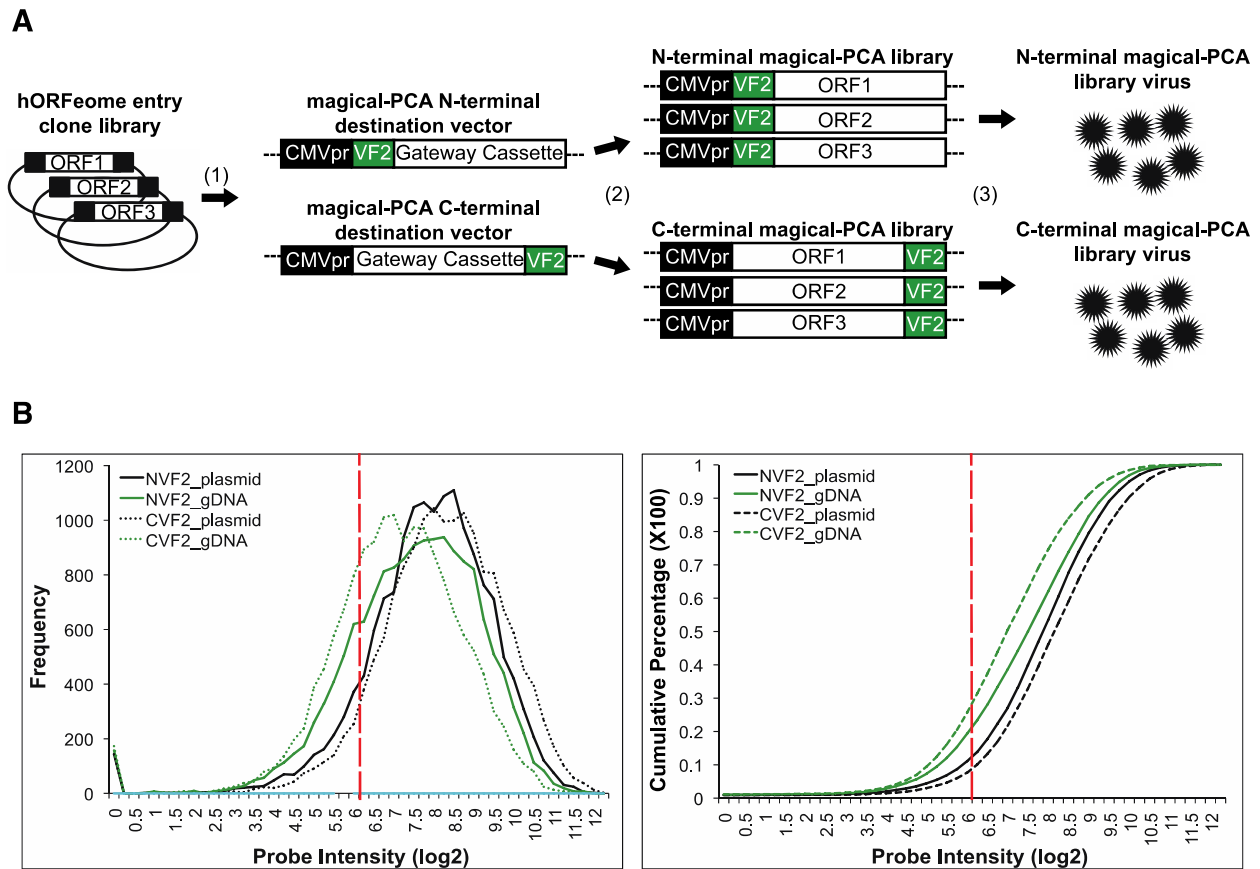 A
hORFeome entry
clone library
ORF1
ORF2
ORF3
(1)
magical-PCA N-terminal
destination vector
CMVpr VF2 Gateway Cassette
magical-PCA C-terminal
destination vector
CMVpr Gateway Cassette VF2
(2)
N-terminal magical-PCA library
CMVpr VF2 ORF1
CMVpr VF2 ORF2
CMVpr VF2 ORF3
C-terminal magical-PCA library
CMVpr ORF1 VF2
CMVpr ORF2 VF2
CMVpr ORF3 VF2
(3)
N-terminal magical-PCA
library virus
C-terminal magical-PCA
library virus
B
Frequency
1200
1000
800
600
400
200
0
NVF2_plasmid
NVF2_gDNA
CVF2_plasmid
CVF2_gDNA
0 0.5 1 1.5 2 2.5 3 3.5 4 4.5 5 5.5 6 6.5 7 7.5 8 8.5 9 9.5 10 10.5 11 11.5 12
Probe Intensity (log2)
Cumulative Percentage (X100)
1
0.9
0.8
0.7
0.6
0.5
0.4
0.3
0.2
0.1
0
NVF2_plasmid
NVF2_gDNA
CVF2_plasmid
CVF2_gDNA
0 0.5 1 1.5 2 2.5 3 3.5 4 4.5 5 5.5 6 6.5 7 7.5 8 8.5 9 9.5 10 10.5 11 11.5 12
Probe Intensity (log2)